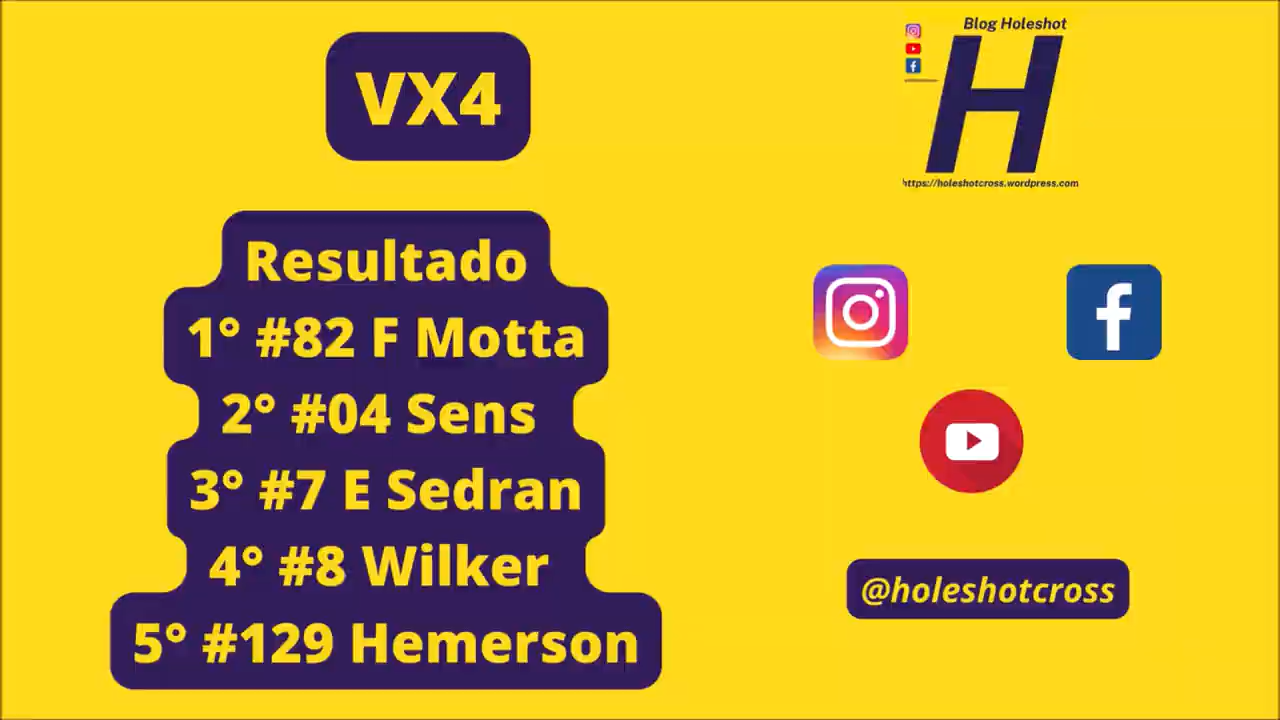 VX4
Resultado
1° #82 F Motta
2° #04 Sens
3° #7 E Sedran
4° #8 Wilker
5° #129 Hemerson
Blog Holeshot
H
https://holeshotcross.wordpress.com
@holeshotcross